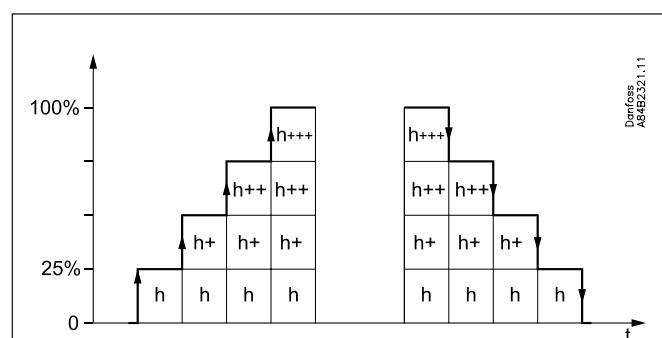 Danfoss
A84B2321.11
100%
h+++ h+++
h++ h++ h++ h++
h+ h+ h+ h+ h+ h+
25%
h h h h h h h h
0
t